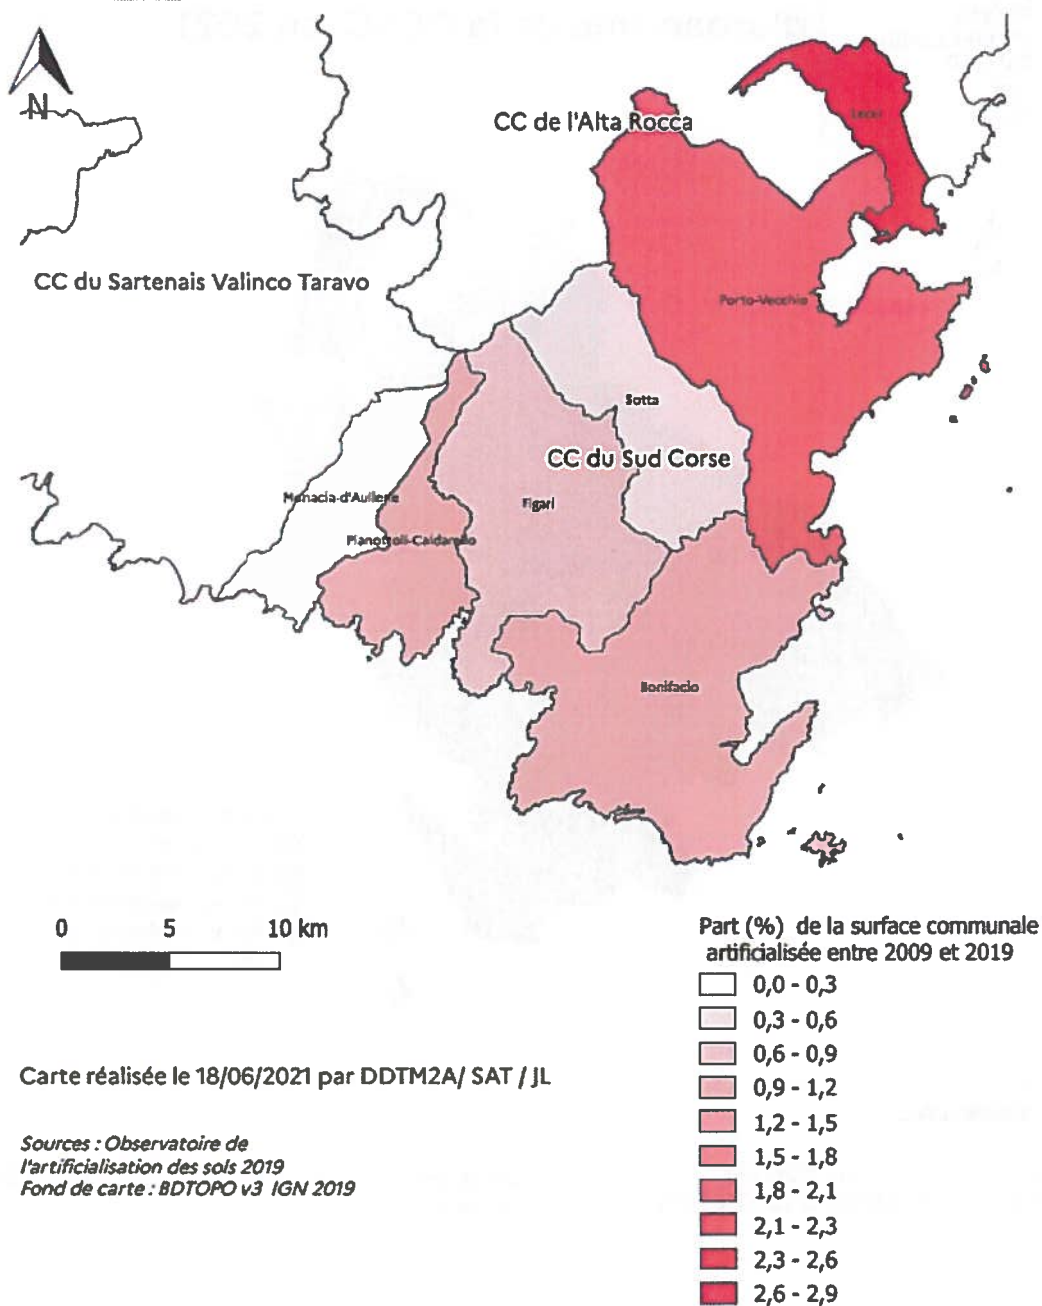 N
CC de l'Alta Rocca
Lecci
CC du Sartenais Valinco Taravo
Porto-Vecchio
Sotta
CC du Sud Corse
Monacia-d'Aullene
Figari
Pianottoli-Caldarello
Bonifacio
0 5 10 km
Part (%) de la surface communale
artificialisée entre 2009 et 2019
0,0 - 0,3
0,3 - 0,6
0,6 - 0,9
0,9 - 1,2
1,2 - 1,5
1,5 - 1,8
1,8 - 2,1
2,1 - 2,3
2,3 - 2,6
2,6 - 2,9
Carte réalisée le 18/06/2021 par DDTM2A/ SAT / JL
Sources : Observatoire de
l'artificialisation des sols 2019
Fond de carte : BDTOPO v3 IGN 2019